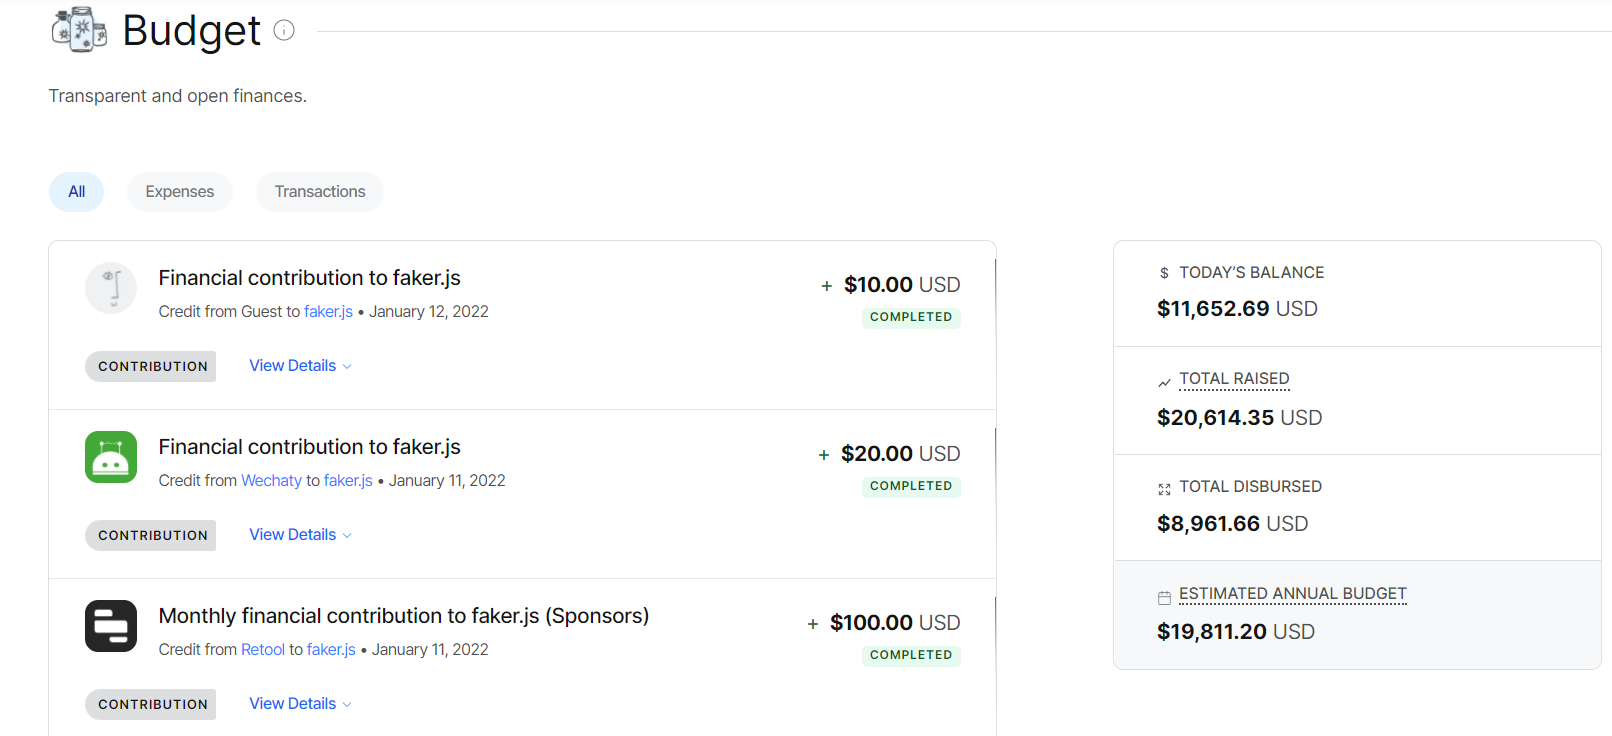 Budget
Transparent and open finances.
All Expenses Transactions
Financial contribution to faker.js
Credit from Guest to faker.js • January 12, 2022
+ $10.00 USD
COMPLETED
CONTRIBUTION View Details
Financial contribution to faker.js
Credit from Wechaty to faker.js • January 11, 2022
+ $20.00 USD
COMPLETED
CONTRIBUTION View Details
Monthly financial contribution to faker.js (Sponsors)
Credit from Retool to faker.js • January 11, 2022
+ $100.00 USD
COMPLETED
CONTRIBUTION View Details
$ TODAY’S BALANCE
$11,652.69 USD
TOTAL RAISED
$20,614.35 USD
TOTAL DISBURSED
$8,961.66 USD
ESTIMATED ANNUAL BUDGET
$19,811.20 USD